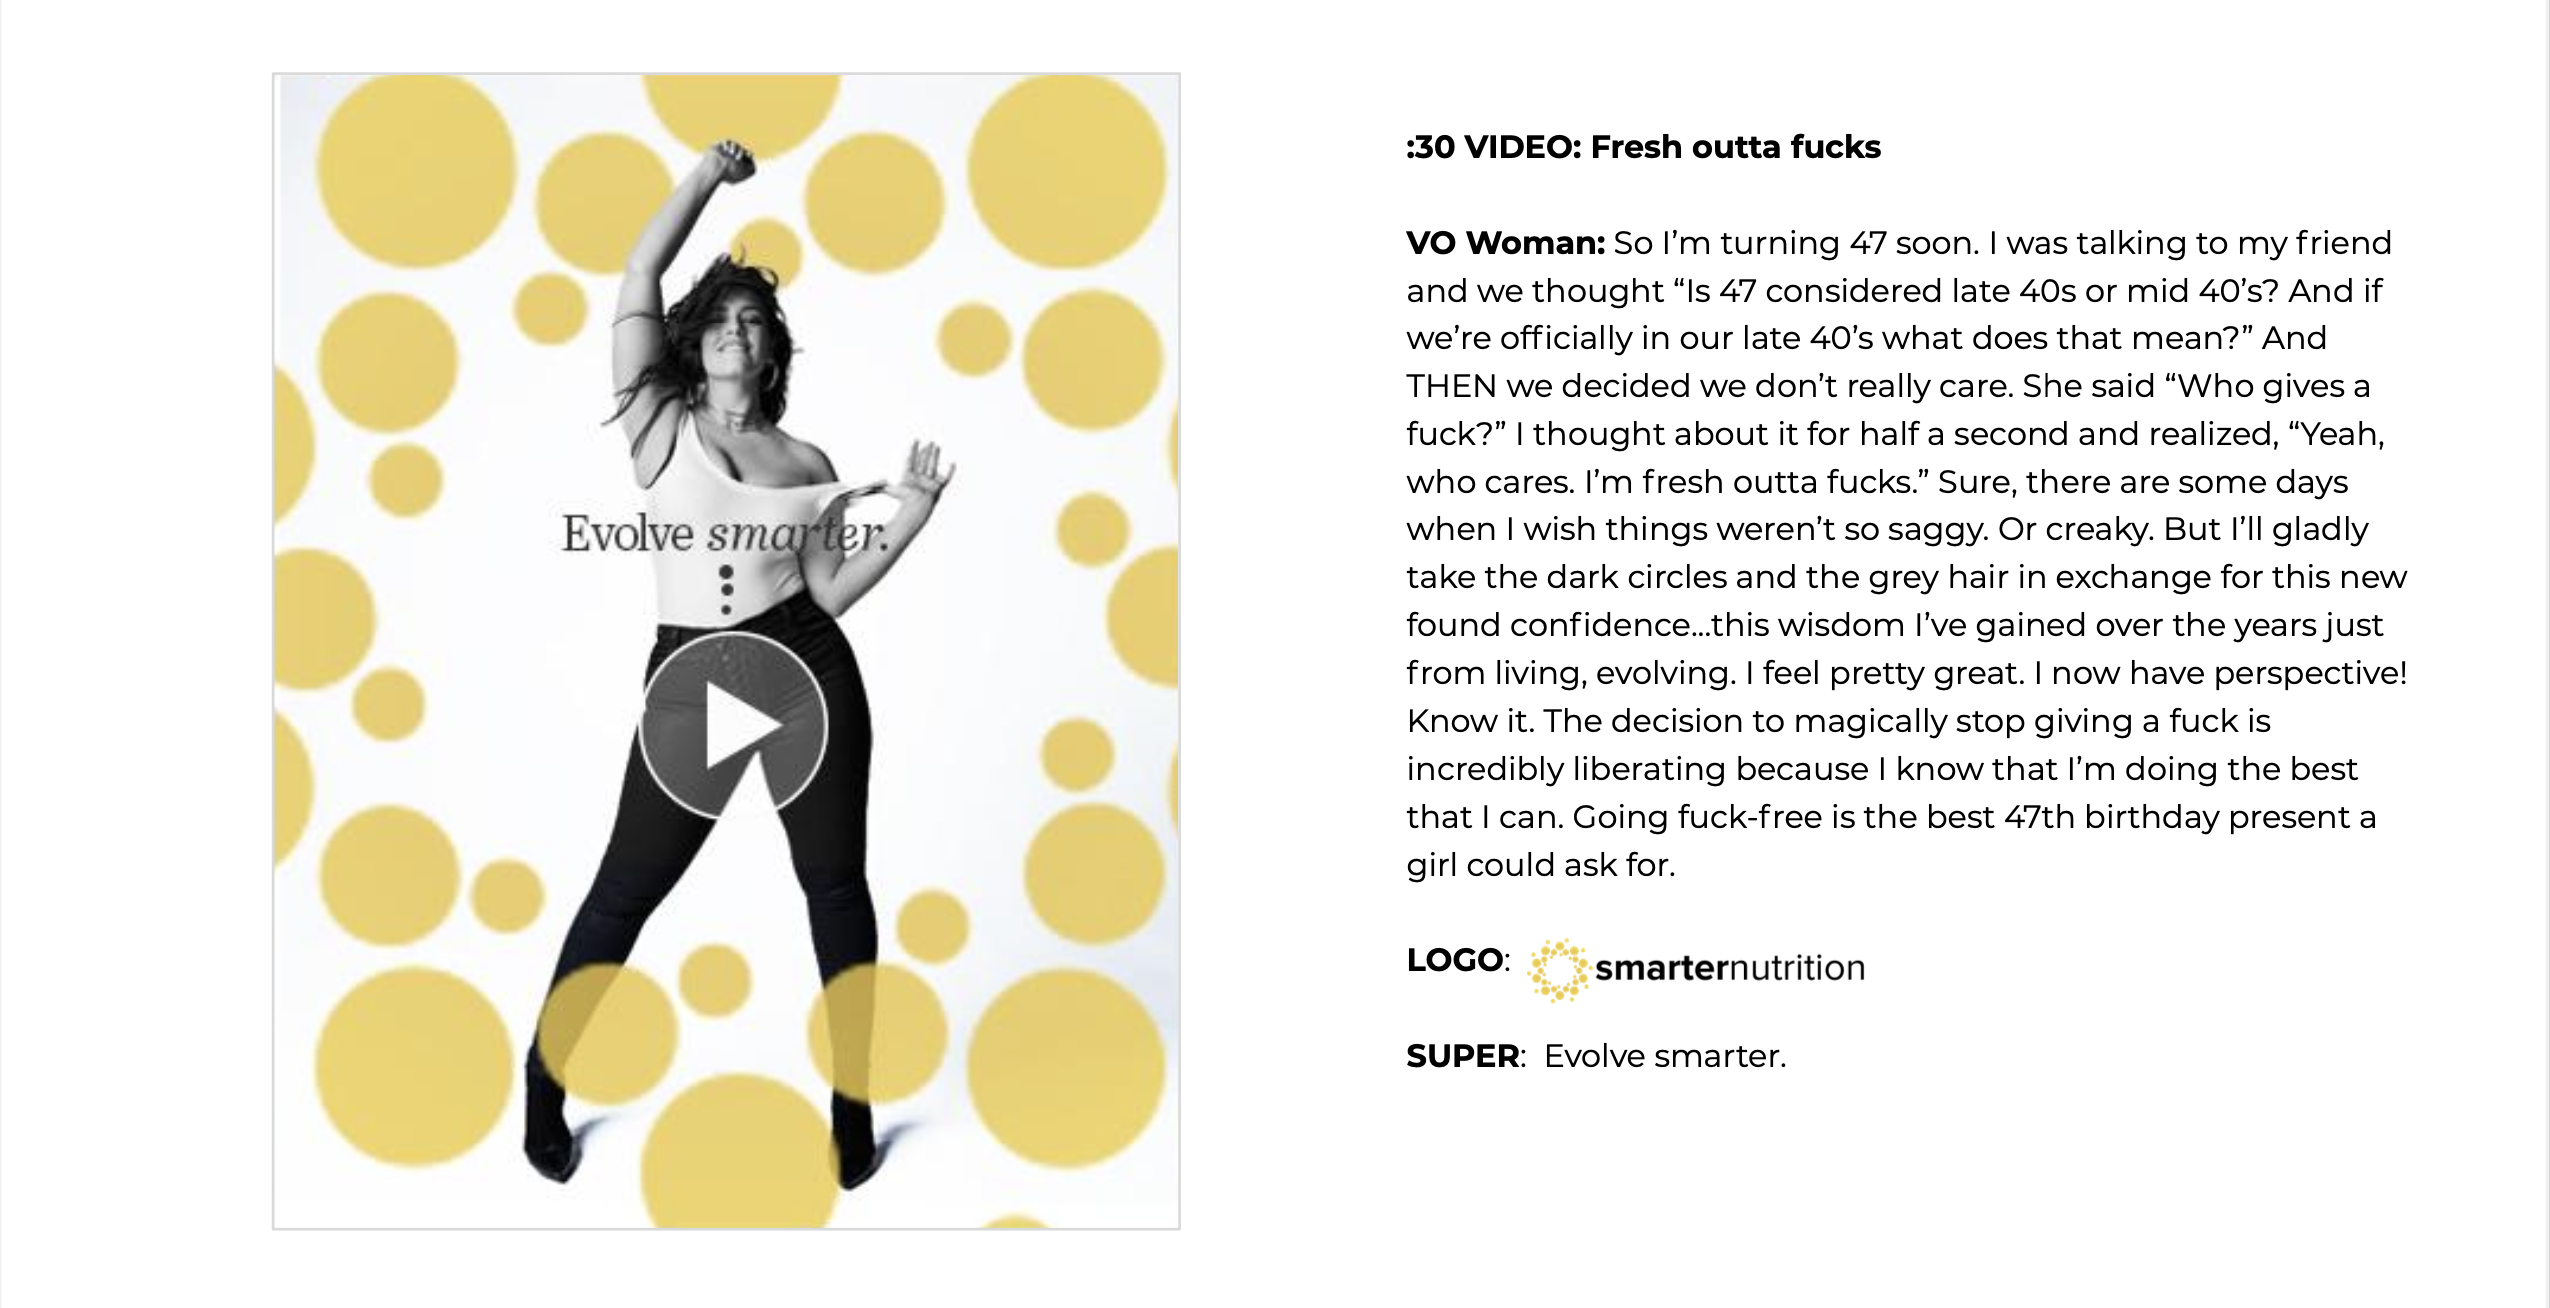 Evolve smarter.
:30 VIDEO: Fresh outta fucks
VO Woman: So I’m turning 47 soon. I was talking to my friend
and we thought “Is 47 considered late 40s or mid 40’s? And if
we’re officially in our late 40’s what does that mean?” And
THEN we decided we don’t really care. She said “Who gives a
fuck?” I thought about it for half a second and realized, “Yeah,
who cares. I’m fresh outta fucks.” Sure, there are some days
when I wish things weren’t so saggy. Or creaky. But I’ll gladly
take the dark circles and the grey hair in exchange for this new
found confidence...this wisdom I’ve gained over the years just
from living, evolving. I feel pretty great. I now have perspective!
Know it. The decision to magically stop giving a fuck is
incredibly liberating because I know that I’m doing the best
that I can. Going fuck-free is the best 47th birthday present a
girl could ask for.
LOGO: smarternutrition
SUPER: Evolve smarter.